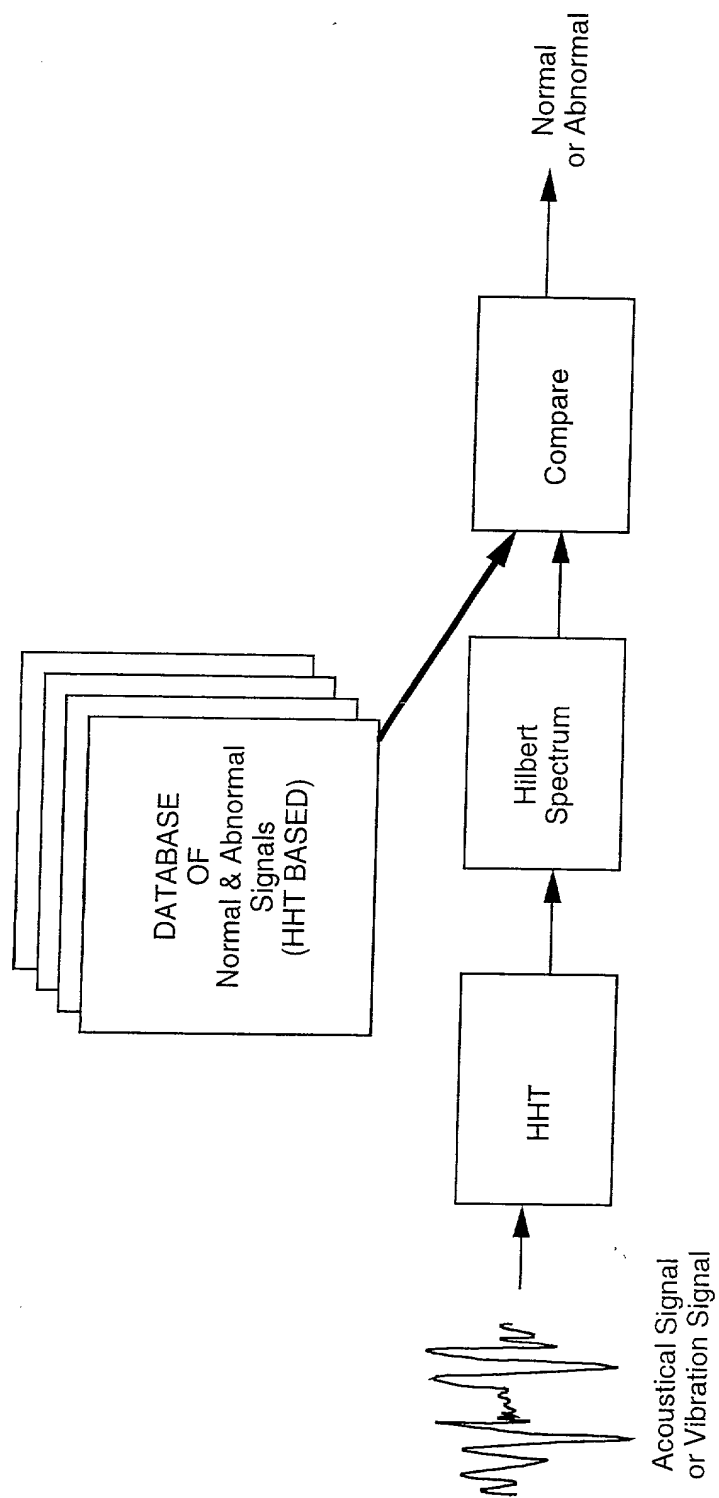 DATABASE
OF
Normal & Abnormal
Signals
(HHT BASED)
Acoustical Signal
or Vibration Signal
HHT
Hilbert
Spectrum
Compare
Normal
or Abnormal